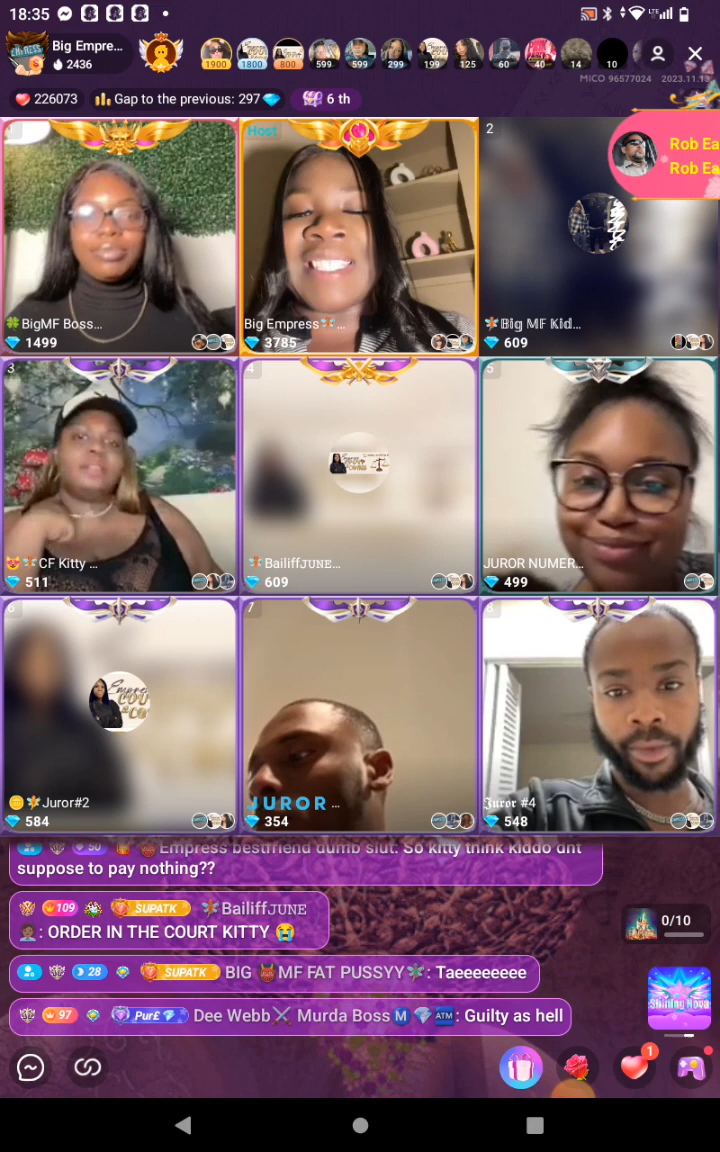 18:35
LTE
Big Empre...
2436
1900
1800
800
599
599
299
199
125
60
40
14
10
MICO 96577024 2023.11.13
226073
Gap to the previous: 297
6 th
Rob Ea
Rob Ea
BigMF Boss...
1499
Host
Big Empress🧚...
3785
2
🧚𝔹𝕚𝕘 𝕄𝔽 𝕂𝕚𝕕...
609
3
😻🧚CF Kitty ...
511
4
🧚BailiffJUNE...
609
5
JUROR NUMER...
499
6
🪙🧚Juror#2
584
7
JUROR ...
354
8
𝕵𝖚𝖗𝖔𝖗 #4
548
50 Empress bestfriend dumb slut: So kitty think kiddo dnt
suppose to pay nothing??
109 SUPATK 🧚BailiffJUNE
: ORDER IN THE COURT KITTY 😭
28 SUPATK BIG 👹MF FAT PUSSYY: Taeeeeeeee
97 Pur£ 💎 Dee Webb⚔ Murda BossⓂ💎🏧: Guilty as hell
0/10
Shining Nova
1